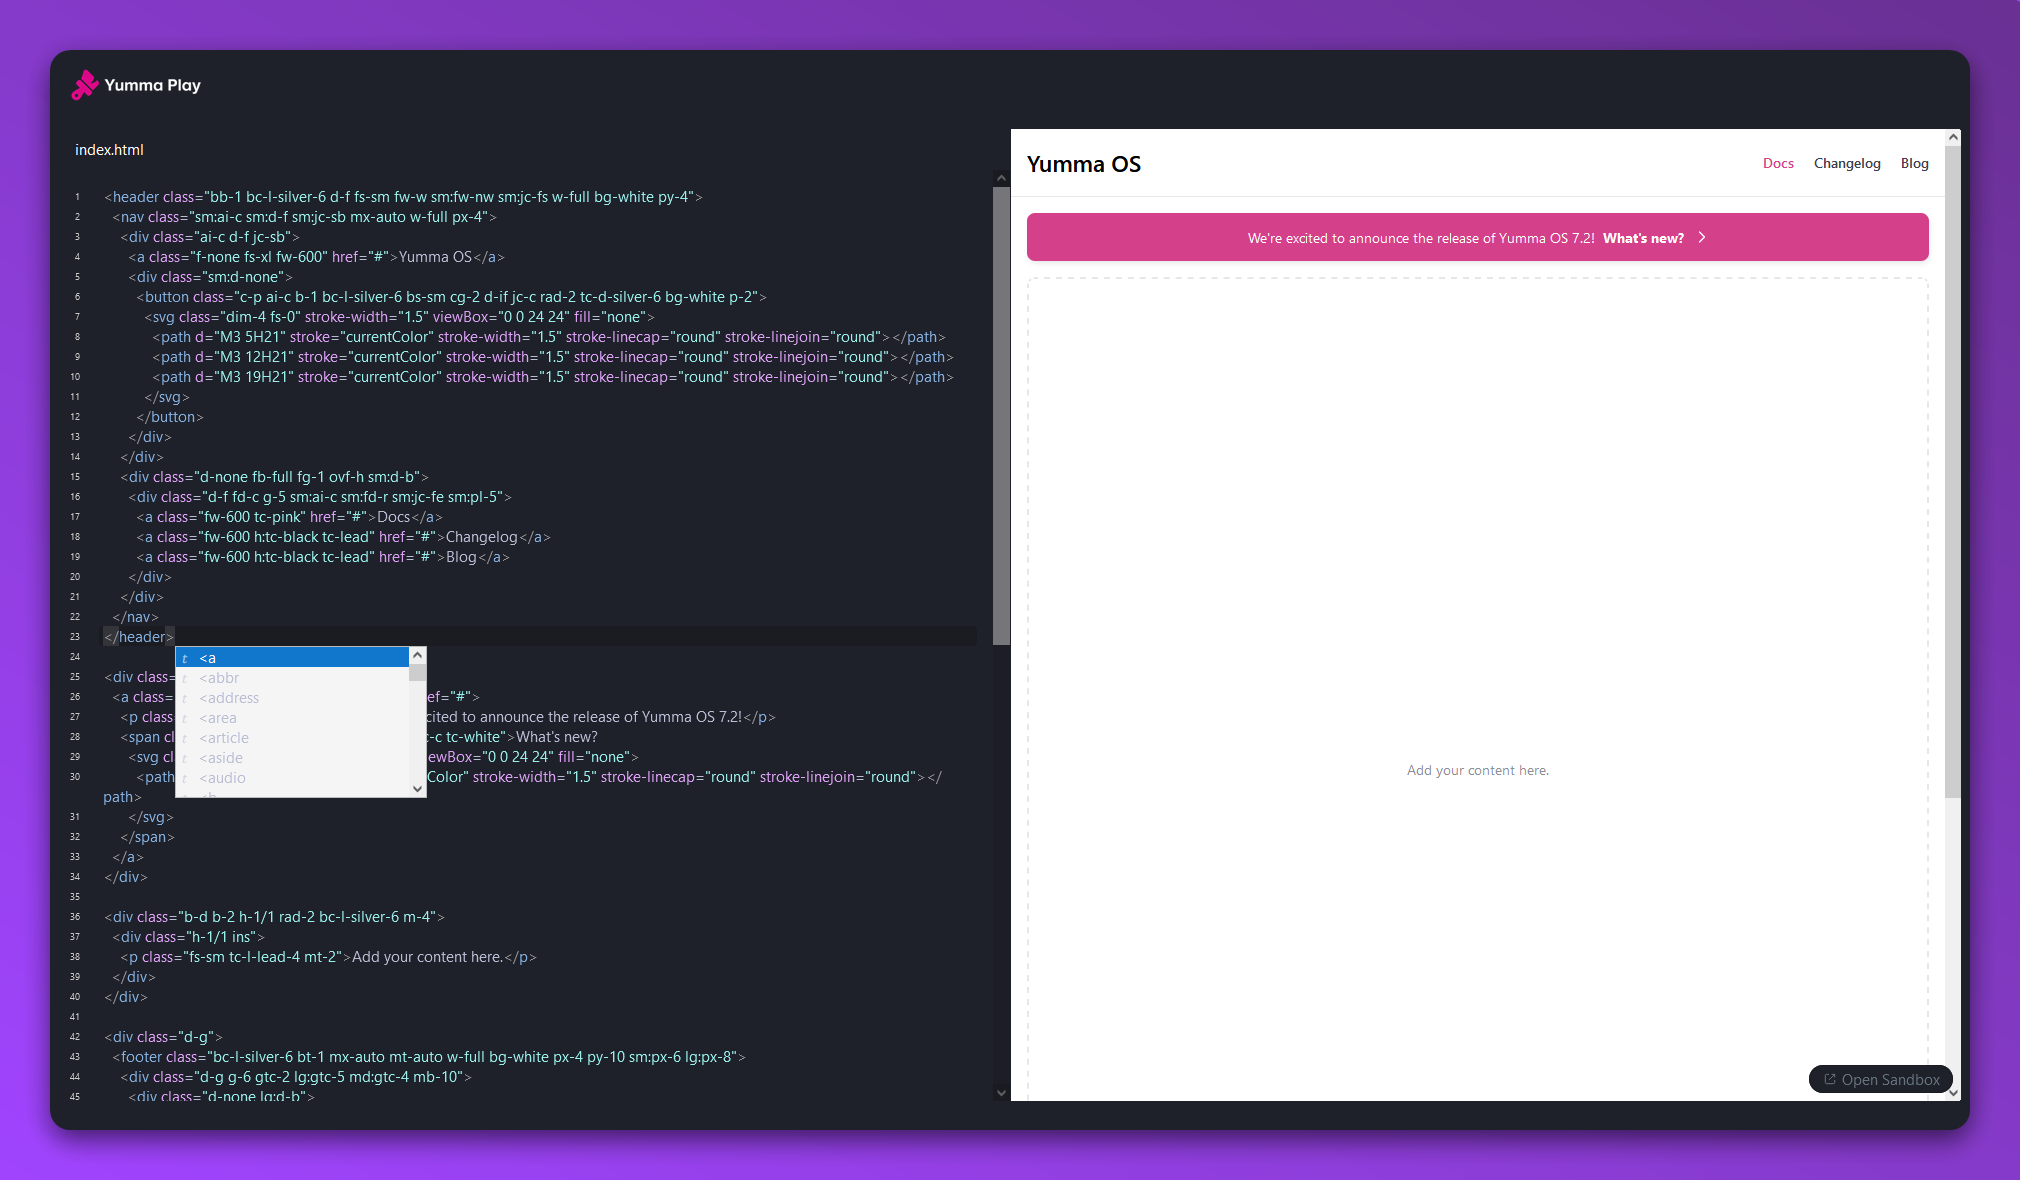 Yumma Play
index.html
1 <header class="bb-1 bc-l-silver-6 d-f fs-sm fw-w sm:fw-nw sm:jc-fs w-full bg-white py-4">
2 <nav class="sm:ai-c sm:d-f sm:jc-sb mx-auto w-full px-4">
3 <div class="ai-c d-f jc-sb">
4 <a class="f-none fs-xl fw-600" href="#">Yumma OS</a>
5 <div class="sm:d-none">
6 <button class="c-p ai-c b-1 bc-l-silver-6 bs-sm cg-2 d-if jc-c rad-2 tc-d-silver-6 bg-white p-2">
7 <svg class="dim-4 fs-0" stroke-width="1.5" viewBox="0 0 24 24" fill="none">
8 <path d="M3 5H21" stroke="currentColor" stroke-width="1.5" stroke-linecap="round" stroke-linejoin="round"></path>
9 <path d="M3 12H21" stroke="currentColor" stroke-width="1.5" stroke-linecap="round" stroke-linejoin="round"></path>
10 <path d="M3 19H21" stroke="currentColor" stroke-width="1.5" stroke-linecap="round" stroke-linejoin="round"></path>
11 </svg>
12 </button>
13 </div>
14 </div>
15 <div class="d-none fb-full fg-1 ovf-h sm:d-b">
16 <div class="d-f fd-c g-5 sm:ai-c sm:fd-r sm:jc-fe sm:pl-5">
17 <a class="fw-600 tc-pink" href="#">Docs</a>
18 <a class="fw-600 h:tc-black tc-lead" href="#">Changelog</a>
19 <a class="fw-600 h:tc-black tc-lead" href="#">Blog</a>
20 </div>
21 </div>
22 </nav>
23 </header>
24
25 <div class=
26 <a class= ef="#">
27 <p class cited to announce the release of Yumma OS 7.2!</p>
28 <span cl -c tc-white">What's new?
29 <svg cl ewBox="0 0 24 24" fill="none">
30 <path Color" stroke-width="1.5" stroke-linecap="round" stroke-linejoin="round"></
path>
31 </svg>
32 </span>
33 </a>
34 </div>
35
36 <div class="b-d b-2 h-1/1 rad-2 bc-l-silver-6 m-4">
37 <div class="h-1/1 ins">
38 <p class="fs-sm tc-l-lead-4 mt-2">Add your content here.</p>
39 </div>
40 </div>
41
42 <div class="d-g">
43 <footer class="bc-l-silver-6 bt-1 mx-auto mt-auto w-full bg-white px-4 py-10 sm:px-6 lg:px-8">
44 <div class="d-g g-6 gtc-2 lg:gtc-5 md:gtc-4 mb-10">
45 <div class="d-none lg:d-b">
t <a
t <abbr
t <address
t <area
t <article
t <aside
t <audio
Yumma OS
Docs Changelog Blog
We're excited to announce the release of Yumma OS 7.2! What's new?
Add your content here.
Open Sandbox